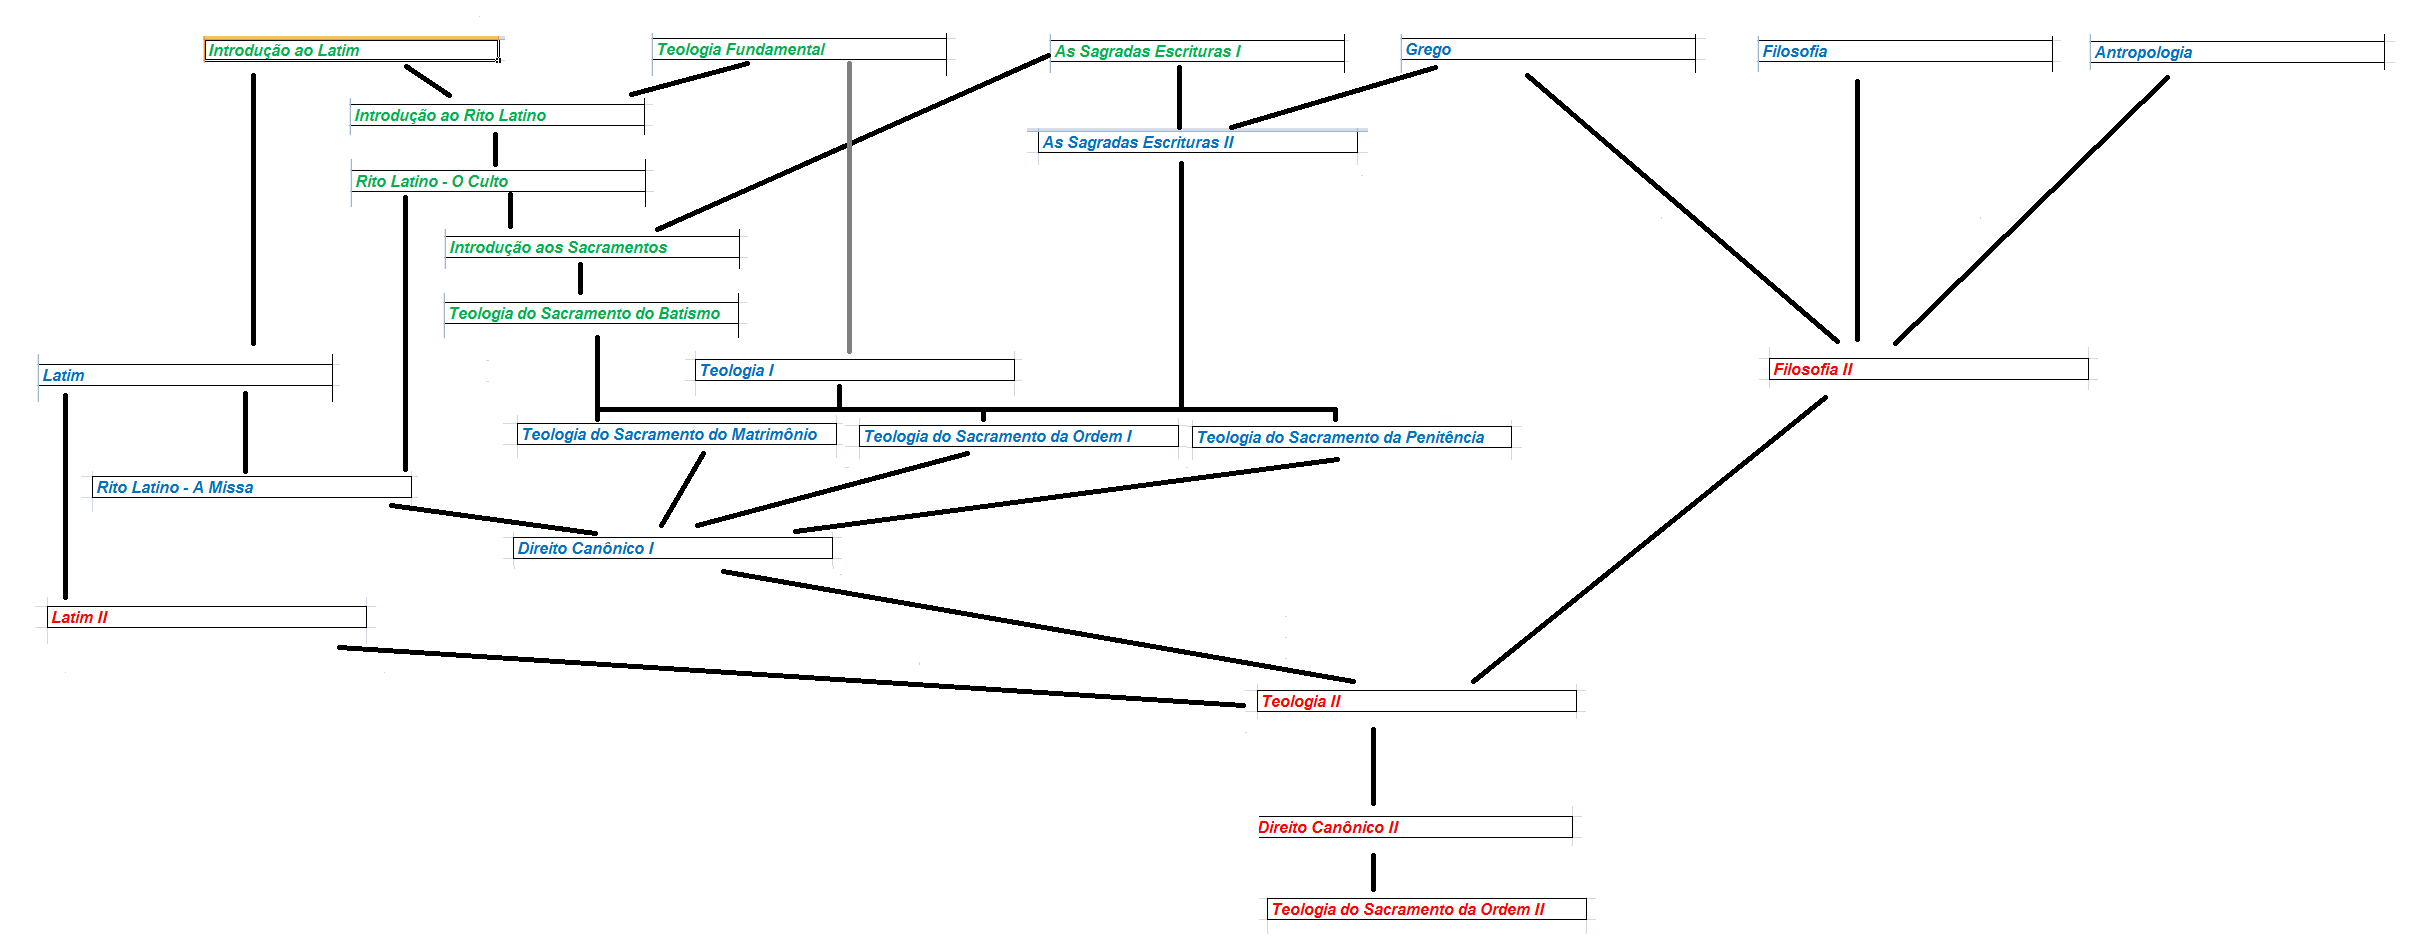 Introdução ao Latim
Teologia Fundamental
As Sagradas Escrituras I
Grego
Filosofia
Antropologia
Introdução ao Rito Latino
As Sagradas Escrituras II
Rito Latino - O Culto
Introdução aos Sacramentos
Teologia do Sacramento do Batismo
Latim
Teologia I
Filosofia II
Teologia do Sacramento do Matrimônio
Teologia do Sacramento da Ordem I
Teologia do Sacramento da Penitência
Rito Latino - A Missa
Direito Canônico I
Latim II
Teologia II
Direito Canônico II
Teologia do Sacramento da Ordem II